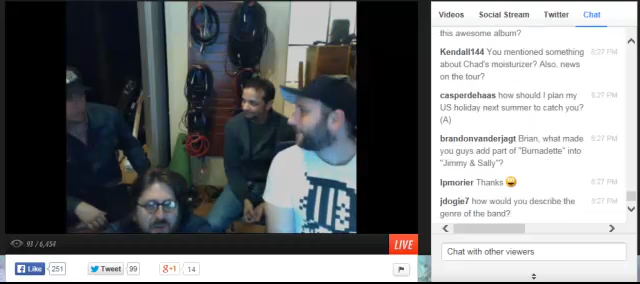 Videos Social Stream Twitter Chat
this awesome album?
Kendall144 You mentioned something 8:27 PM
about Chad's moisturizer? Also, news
on the tour?
casperdehaas how should I plan my 8:27 PM
US holiday next summer to catch you?
(A)
brandonvanderjagt Brian, what made 8:27 PM
you guys add part of "Bumadette" into
"Jimmy & Sally"?
lpmorier Thanks 8:27 PM
jdogie7 how would you describe the 8:27 PM
genre of the band?
93 / 6,454
LIVE
Chat with other viewers
Like 251
Tweet 99
g+1 14